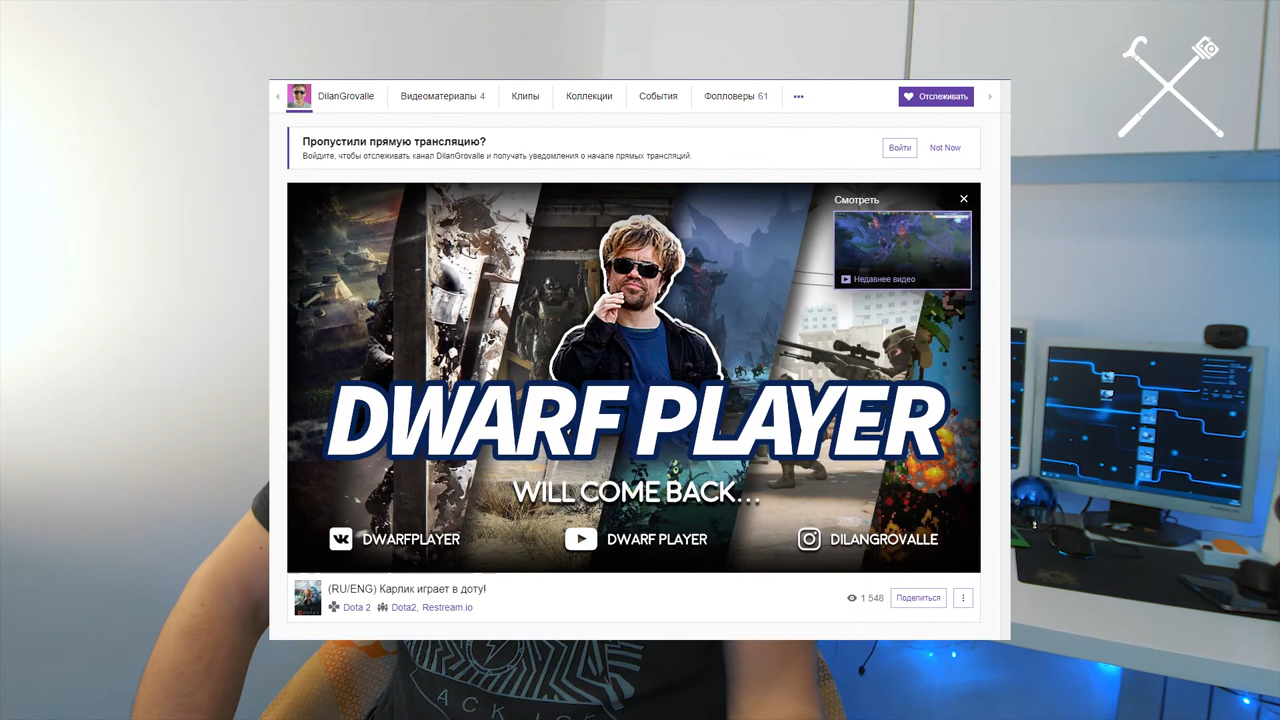 DilanGrovalle Видеоматериалы 4 Клипы Коллекции События Фолловеры 61 ••• Отслеживать
Пропустили прямую трансляцию?
Войдите, чтобы отслеживать канал DilanGrovalle и получать уведомления о начале прямых трансляций.
Войти Not Now
Смотреть
Недавнее видео
DWARF PLAYER
WILL COME BACK...
DWARFPLAYER DWARF PLAYER DILANGROVALLE
(RU/ENG) Карлик играет в доту!
Dota 2 Dota2, Restream.io
1 548 Поделиться
ACK JCK